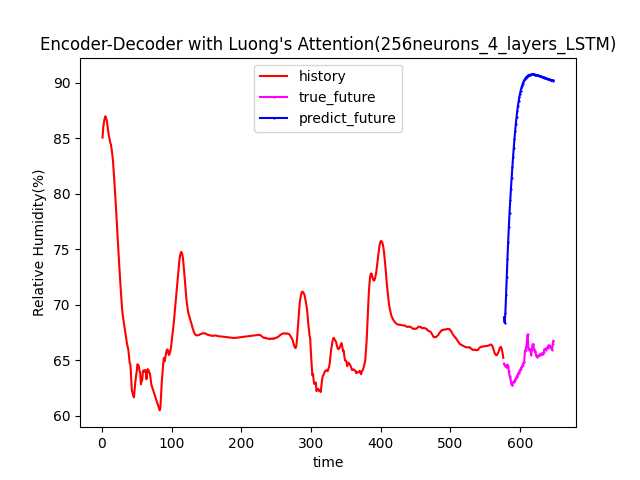 Encoder-Decoder with Luong's Attention(256neurons_4_layers_LSTM)
history
true_future
predict_future
90
85
80
75
70
65
60
Relative Humidity(%)
0 100 200 300 400 500 600
time